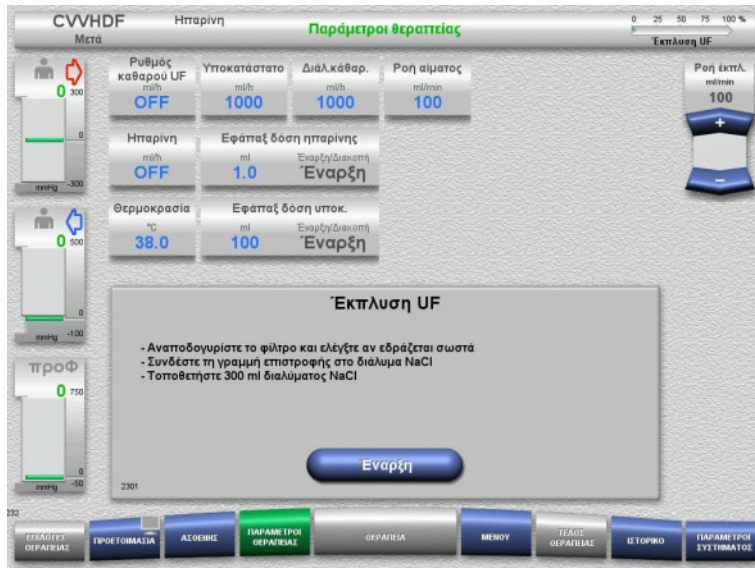 CVVHDF Ηπαρίνη
Μετά
Παράμετροι θεραπείας
0 25 50 75 100 %
Έκπλυση UF
0 300
0
mmHg -300
Ρυθμός καθαρού UF
ml/h
OFF
Υποκατάστατο
ml/h
1000
Διάλ.κάθαρ.
ml/h
1000
Ροή αίματος
ml/min
100
Ροή έκπλ.
ml/min
100
+
−
Ηπαρίνη
ml/h
OFF
Εφάπαξ δόση ηπαρίνης
ml Έναρξη/Διακοπή
1.0 Έναρξη
0 500
0
mmHg -100
Θερμοκρασία
°C
38.0
Εφάπαξ δόση υποκ.
ml Έναρξη/Διακοπή
100 Έναρξη
προΦ
0 750
0
mmHg -50
Έκπλυση UF
- Αναποδογυρίστε το φίλτρο και ελέγξτε αν εδράζεται σωστά
- Συνδέστε τη γραμμή επιστροφής στο διάλυμα NaCl
- Τοποθετήστε 300 ml διαλύματος NaCl
Έναρξη
2301
232
ΕΠΙΛΟΓΕΣ ΘΕΡΑΠΕΙΑΣ
ΠΡΟΕΤΟΙΜΑΣΙΑ
ΑΣΘΕΝΗΣ
ΠΑΡΑΜΕΤΡΟΙ ΘΕΡΑΠΕΙΑΣ
ΘΕΡΑΠΕΙΑ
ΜΕΝΟΥ
ΤΕΛΟΣ ΘΕΡΑΠΕΙΑΣ
ΙΣΤΟΡΙΚΟ
ΠΑΡΑΜΕΤΡΟΙ ΣΥΣΤΗΜΑΤΟΣ